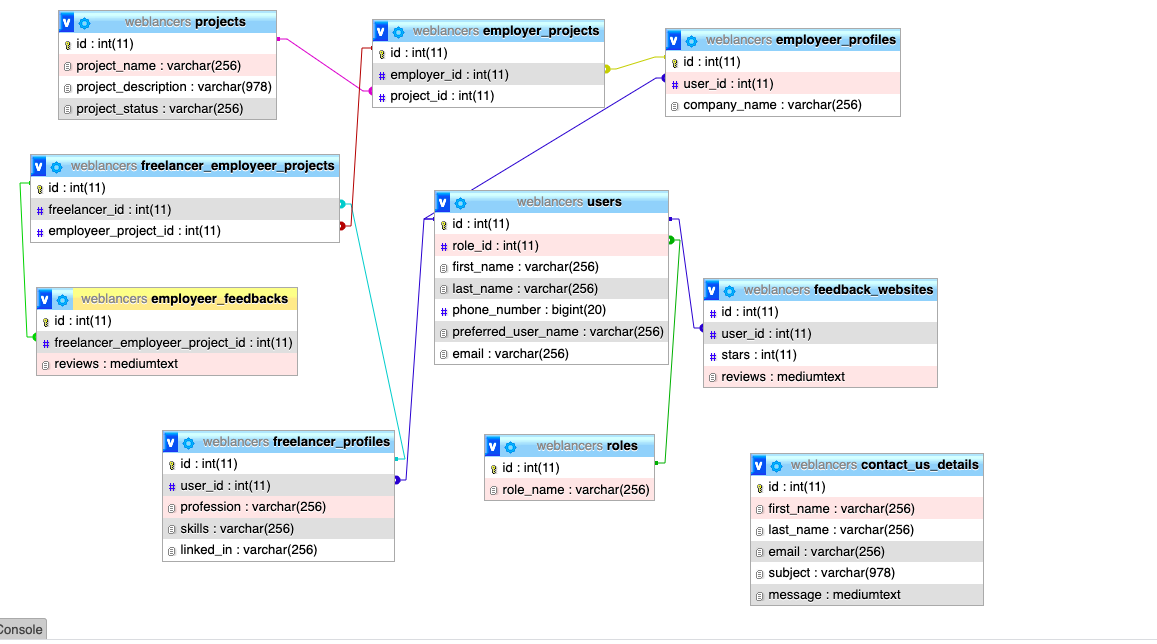 v weblancers projects
id : int(11)
project_name : varchar(256)
project_description : varchar(978)
project_status : varchar(256)
v weblancers employer_projects
id : int(11)
# employer_id : int(11)
# project_id : int(11)
v weblancers employeer_profiles
id : int(11)
# user_id : int(11)
company_name : varchar(256)
v weblancers freelancer_employeer_projects
id : int(11)
# freelancer_id : int(11)
# employeer_project_id : int(11)
v weblancers users
id : int(11)
# role_id : int(11)
first_name : varchar(256)
last_name : varchar(256)
# phone_number : bigint(20)
preferred_user_name : varchar(256)
email : varchar(256)
v weblancers employeer_feedbacks
id : int(11)
# freelancer_employeer_project_id : int(11)
reviews : mediumtext
v weblancers feedback_websites
# id : int(11)
# user_id : int(11)
# stars : int(11)
reviews : mediumtext
v weblancers freelancer_profiles
id : int(11)
# user_id : int(11)
profession : varchar(256)
skills : varchar(256)
linked_in : varchar(256)
v weblancers roles
id : int(11)
role_name : varchar(256)
v weblancers contact_us_details
id : int(11)
first_name : varchar(256)
last_name : varchar(256)
email : varchar(256)
subject : varchar(978)
message : mediumtext
Console